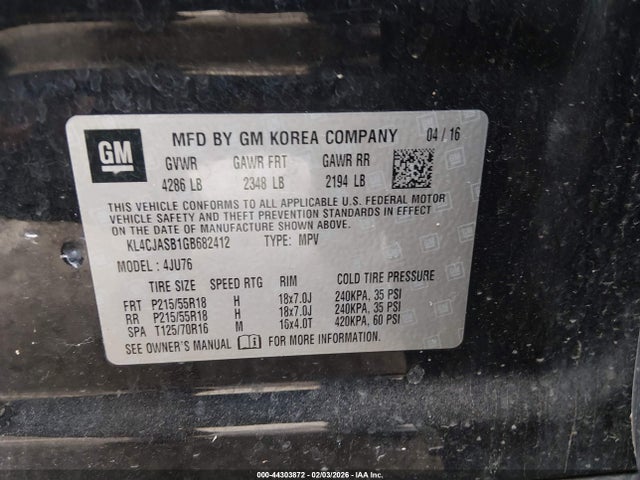 GM
MFD BY GM KOREA COMPANY 04 / 16
GVWR GAWR FRT GAWR RR
4286 LB 2348 LB 2194 LB
THIS VEHICLE CONFORMS TO ALL APPLICABLE U.S. FEDERAL MOTOR
VEHICLE SAFETY AND THEFT PREVENTION STANDARDS IN EFFECT
ON THE DATE OF MANUFACTURE SHOWN ABOVE.
KL4CJASB1GB682412 TYPE: MPV
MODEL : 4JU76
TIRE SIZE SPEED RTG RIM COLD TIRE PRESSURE
FRT P215/55R18 H 18x7.0J 240KPA, 35 PSI
RR P215/55R18 H 18x7.0J 240KPA, 35 PSI
SPA T125/70R16 M 16x4.0T 420KPA, 60 PSI
SEE OWNER'S MANUAL FOR MORE INFORMATION.
000-44303872 - 02/03/2026 - IAA Inc.